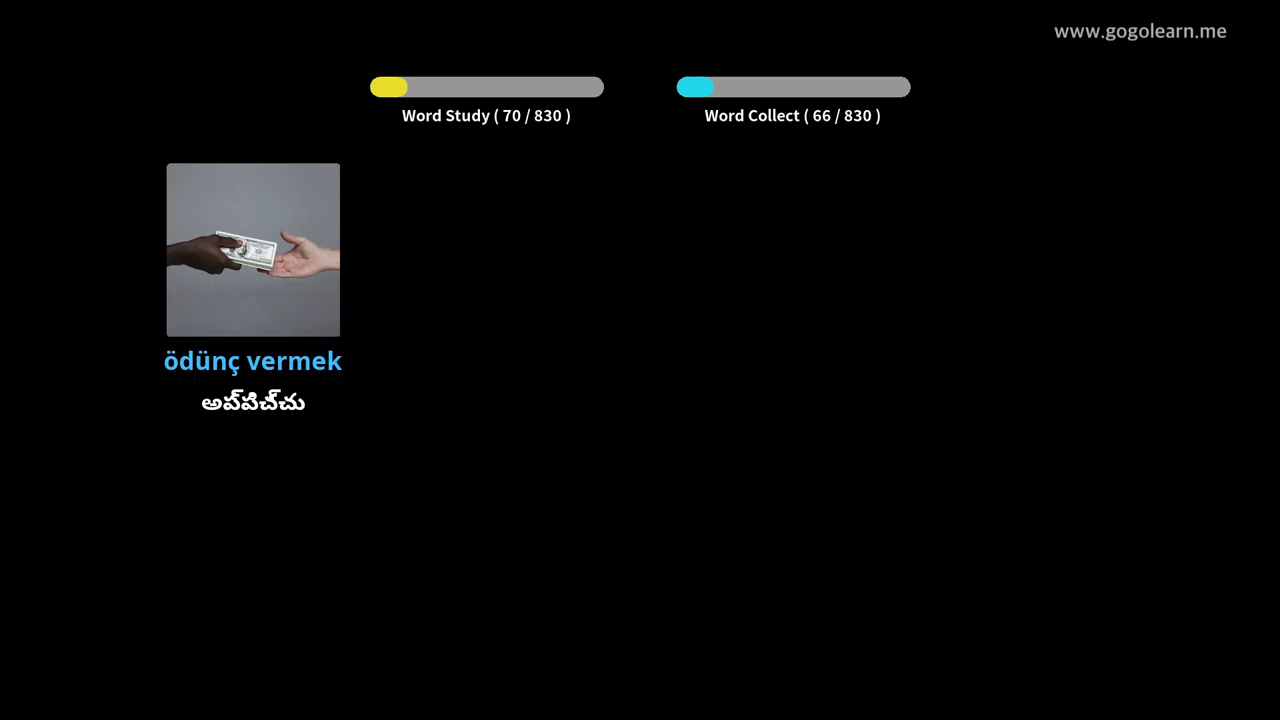 www.gogolearn.me
Word Study ( 70 / 830 )
Word Collect ( 66 / 830 )
ödünç vermek
అప్పిచ్చు